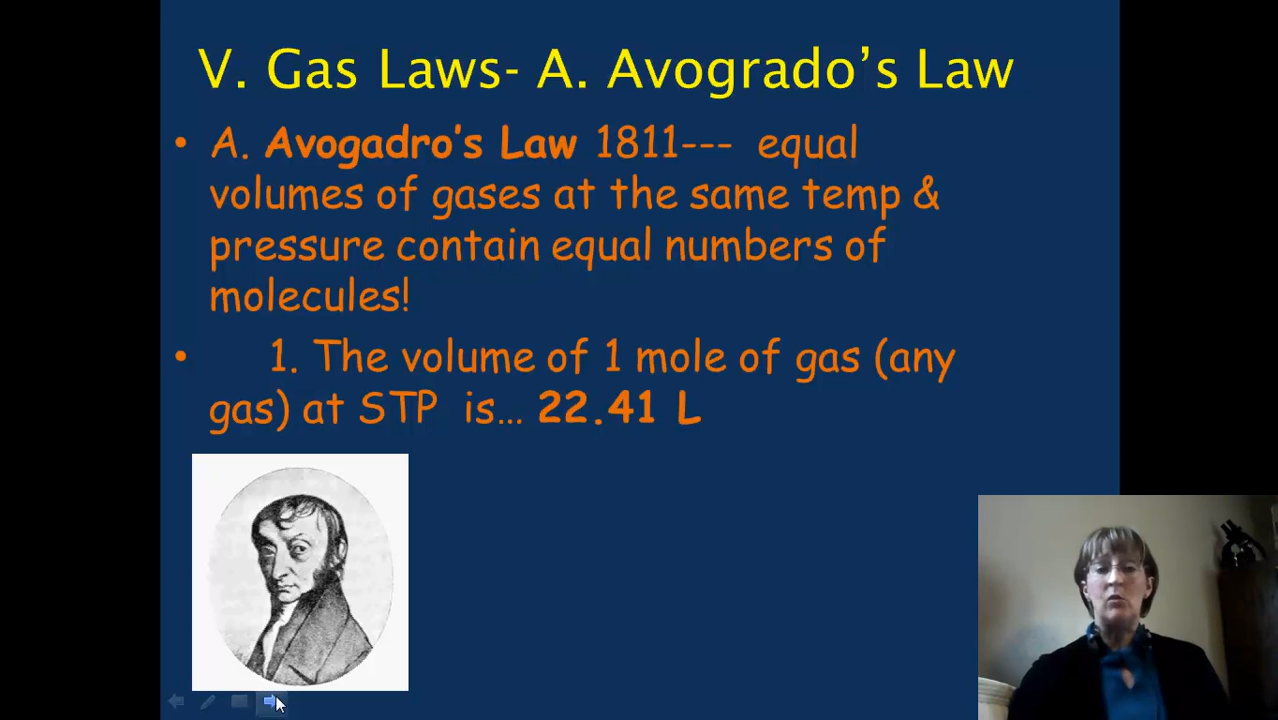 V. Gas Laws- A. Avogrado's Law
• A. Avogadro's Law 1811--- equal
volumes of gases at the same temp &
pressure contain equal numbers of
molecules!
• 1. The volume of 1 mole of gas (any
gas) at STP is... 22.41 L